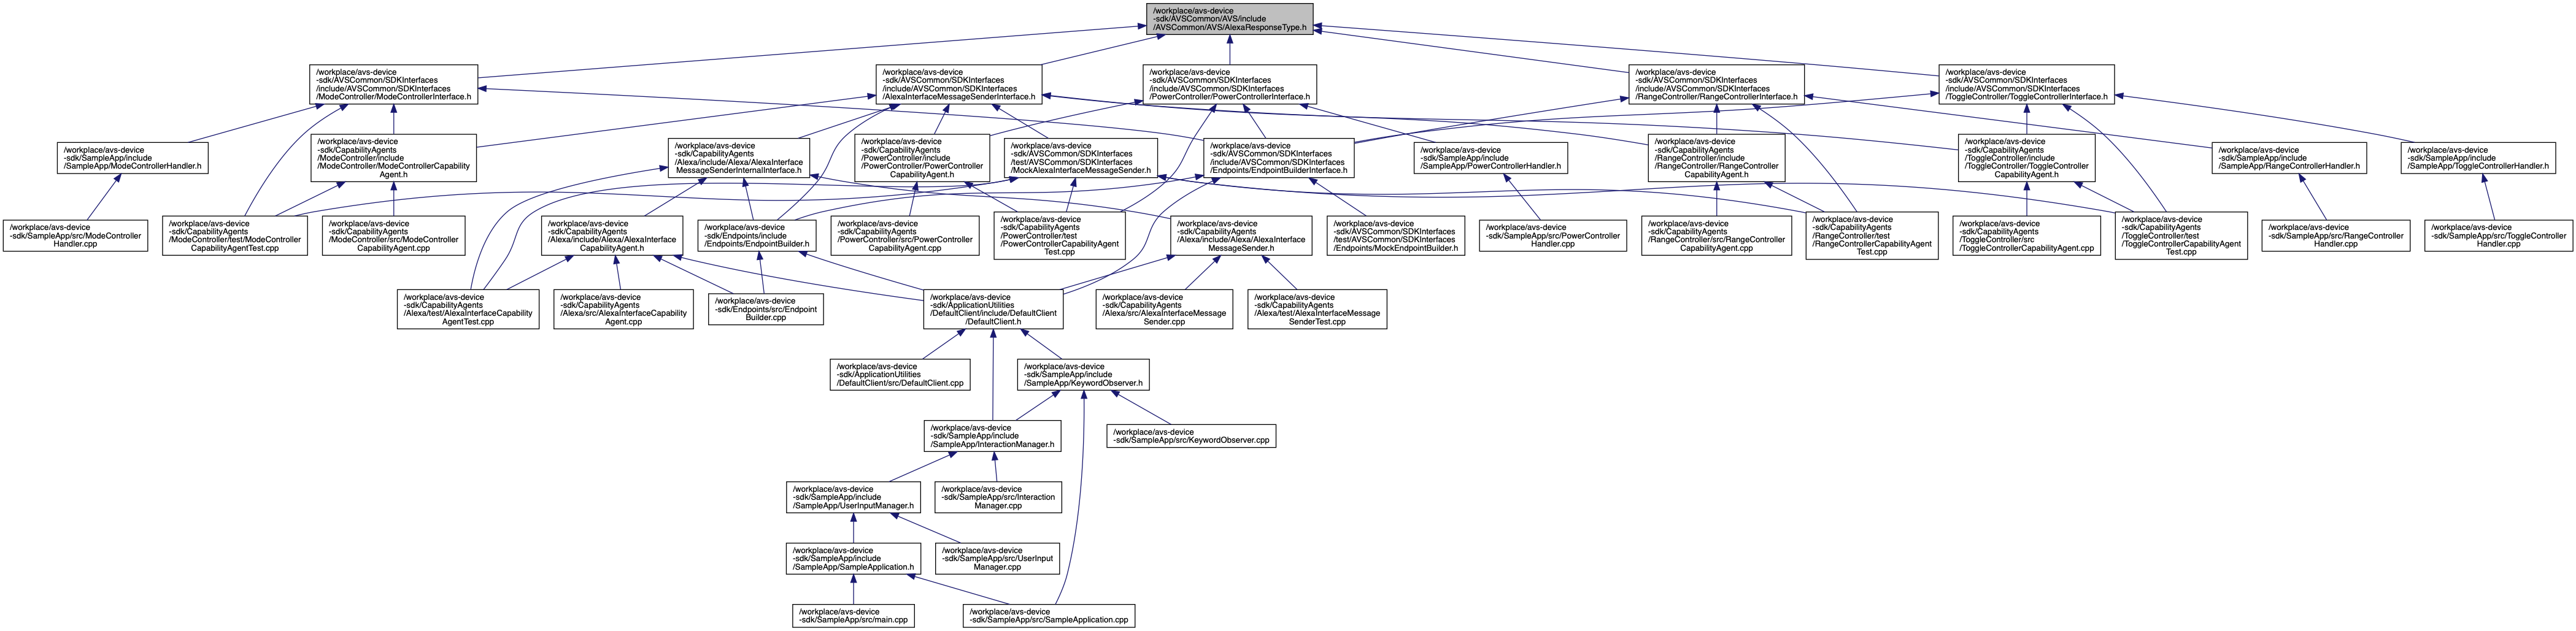 /workplace/avs-device
-sdk/AVSCommon/AVS/include
/AVSCommon/AVS/AlexaResponseType.h
/workplace/avs-device
-sdk/AVSCommon/SDKInterfaces
/include/AVSCommon/SDKInterfaces
/ModeController/ModeControllerInterface.h
/workplace/avs-device
-sdk/AVSCommon/SDKInterfaces
/include/AVSCommon/SDKInterfaces
/AlexaInterfaceMessageSenderInterface.h
/workplace/avs-device
-sdk/AVSCommon/SDKInterfaces
/include/AVSCommon/SDKInterfaces
/PowerController/PowerControllerInterface.h
/workplace/avs-device
-sdk/AVSCommon/SDKInterfaces
/include/AVSCommon/SDKInterfaces
/RangeController/RangeControllerInterface.h
/workplace/avs-device
-sdk/AVSCommon/SDKInterfaces
/include/AVSCommon/SDKInterfaces
/ToggleController/ToggleControllerInterface.h
/workplace/avs-device
-sdk/SampleApp/include
/SampleApp/ModeControllerHandler.h
/workplace/avs-device
-sdk/CapabilityAgents
/ModeController/include
/ModeController/ModeControllerCapability
Agent.h
/workplace/avs-device
-sdk/CapabilityAgents
/Alexa/include/Alexa/AlexaInterface
MessageSenderInternalInterface.h
/workplace/avs-device
-sdk/CapabilityAgents
/PowerController/include
/PowerController/PowerController
CapabilityAgent.h
/workplace/avs-device
-sdk/AVSCommon/SDKInterfaces
/test/AVSCommon/SDKInterfaces
/MockAlexaInterfaceMessageSender.h
/workplace/avs-device
-sdk/AVSCommon/SDKInterfaces
/include/AVSCommon/SDKInterfaces
/Endpoints/EndpointBuilderInterface.h
/workplace/avs-device
-sdk/SampleApp/include
/SampleApp/PowerControllerHandler.h
/workplace/avs-device
-sdk/CapabilityAgents
/RangeController/include
/RangeController/RangeController
CapabilityAgent.h
/workplace/avs-device
-sdk/CapabilityAgents
/ToggleController/include
/ToggleController/ToggleController
CapabilityAgent.h
/workplace/avs-device
-sdk/SampleApp/include
/SampleApp/RangeControllerHandler.h
/workplace/avs-device
-sdk/SampleApp/include
/SampleApp/ToggleControllerHandler.h
/workplace/avs-device
-sdk/SampleApp/src/ModeController
Handler.cpp
/workplace/avs-device
-sdk/CapabilityAgents
/ModeController/test/ModeController
CapabilityAgentTest.cpp
/workplace/avs-device
-sdk/CapabilityAgents
/ModeController/src/ModeController
CapabilityAgent.cpp
/workplace/avs-device
-sdk/CapabilityAgents
/Alexa/include/Alexa/AlexaInterface
CapabilityAgent.h
/workplace/avs-device
-sdk/Endpoints/include
/Endpoints/EndpointBuilder.h
/workplace/avs-device
-sdk/CapabilityAgents
/PowerController/src/PowerController
CapabilityAgent.cpp
/workplace/avs-device
-sdk/CapabilityAgents
/PowerController/test
/PowerControllerCapabilityAgent
Test.cpp
/workplace/avs-device
-sdk/CapabilityAgents
/Alexa/include/Alexa/AlexaInterface
MessageSender.h
/workplace/avs-device
-sdk/AVSCommon/SDKInterfaces
/test/AVSCommon/SDKInterfaces
/Endpoints/MockEndpointBuilder.h
/workplace/avs-device
-sdk/SampleApp/src/PowerController
Handler.cpp
/workplace/avs-device
-sdk/CapabilityAgents
/RangeController/src/RangeController
CapabilityAgent.cpp
/workplace/avs-device
-sdk/CapabilityAgents
/RangeController/test
/RangeControllerCapabilityAgent
Test.cpp
/workplace/avs-device
-sdk/CapabilityAgents
/ToggleController/src
/ToggleControllerCapabilityAgent.cpp
/workplace/avs-device
-sdk/CapabilityAgents
/ToggleController/test
/ToggleControllerCapabilityAgent
Test.cpp
/workplace/avs-device
-sdk/SampleApp/src/RangeController
Handler.cpp
/workplace/avs-device
-sdk/SampleApp/src/ToggleController
Handler.cpp
/workplace/avs-device
-sdk/CapabilityAgents
/Alexa/test/AlexaInterfaceCapability
AgentTest.cpp
/workplace/avs-device
-sdk/CapabilityAgents
/Alexa/src/AlexaInterfaceCapability
Agent.cpp
/workplace/avs-device
-sdk/Endpoints/src/Endpoint
Builder.cpp
/workplace/avs-device
-sdk/ApplicationUtilities
/DefaultClient/include/DefaultClient
/DefaultClient.h
/workplace/avs-device
-sdk/CapabilityAgents
/Alexa/src/AlexaInterfaceMessage
Sender.cpp
/workplace/avs-device
-sdk/CapabilityAgents
/Alexa/test/AlexaInterfaceMessage
SenderTest.cpp
/workplace/avs-device
-sdk/ApplicationUtilities
/DefaultClient/src/DefaultClient.cpp
/workplace/avs-device
-sdk/SampleApp/include
/SampleApp/KeywordObserver.h
/workplace/avs-device
-sdk/SampleApp/include
/SampleApp/InteractionManager.h
/workplace/avs-device
-sdk/SampleApp/src/KeywordObserver.cpp
/workplace/avs-device
-sdk/SampleApp/include
/SampleApp/UserInputManager.h
/workplace/avs-device
-sdk/SampleApp/src/Interaction
Manager.cpp
/workplace/avs-device
-sdk/SampleApp/include
/SampleApp/SampleApplication.h
/workplace/avs-device
-sdk/SampleApp/src/UserInput
Manager.cpp
/workplace/avs-device
-sdk/SampleApp/src/main.cpp
/workplace/avs-device
-sdk/SampleApp/src/SampleApplication.cpp